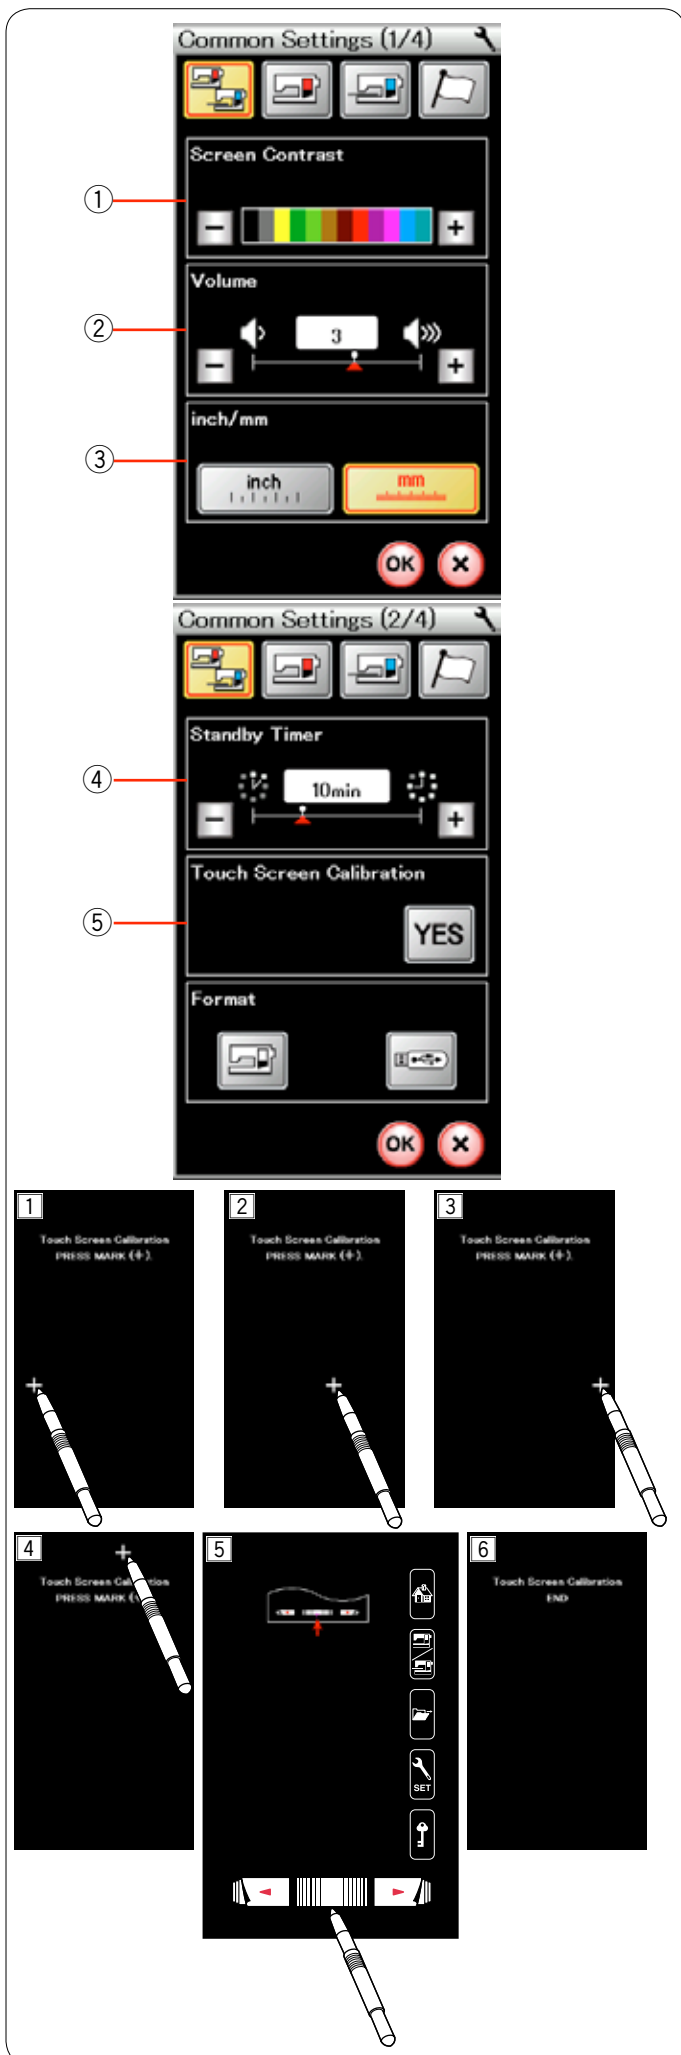 Common Settings (1/4)
Screen Contrast
①
− +
Volume
②
3
− +
inch/mm
③
inch mm
OK ×
Common Settings (2/4)
Standby Timer
④
10min
− +
Touch Screen Calibration
⑤
YES
Format
OK ×
1
Touch Screen Calibration
PRESS MARK (+).
2
Touch Screen Calibration
PRESS MARK (+).
3
Touch Screen Calibration
PRESS MARK (+).
4
Touch Screen Calibration
PRESS MARK (
5
SET
6
Touch Screen Calibration
END